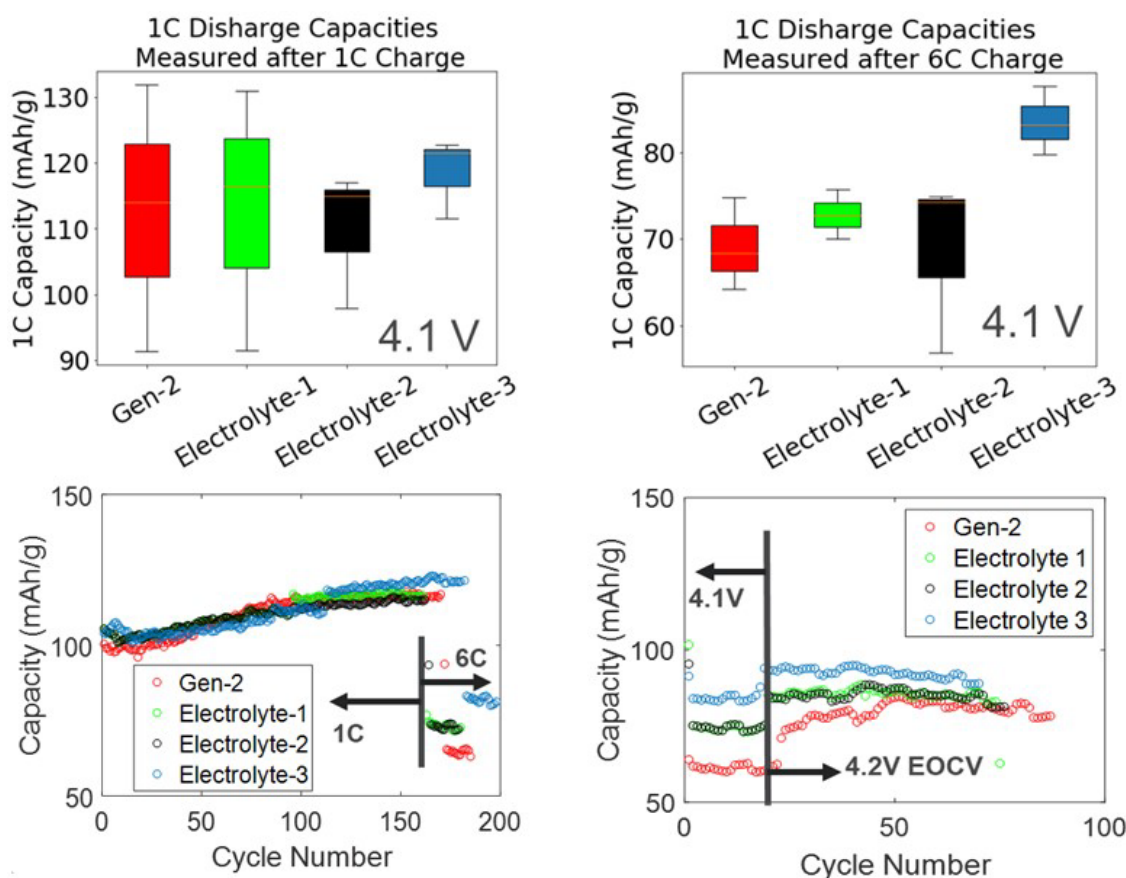 1C Disharge Capacities
Measured after 1C Charge
1C Capacity (mAh/g)
130
120
110
100
90
4.1 V
Gen-2
Electrolyte-1
Electrolyte-2
Electrolyte-3
1C Disharge Capacities
Measured after 6C Charge
1C Capacity (mAh/g)
80
70
60
4.1 V
Gen-2
Electrolyte-1
Electrolyte-2
Electrolyte-3
Capacity (mAh/g)
150
100
50
6C
1C
Gen-2
Electrolyte-1
Electrolyte-2
Electrolyte-3
0
50
100
150
200
Cycle Number
Capacity (mAh/g)
150
100
50
Gen-2
Electrolyte 1
Electrolyte 2
Electrolyte 3
4.1V
4.2V EOCV
0
50
100
Cycle Number